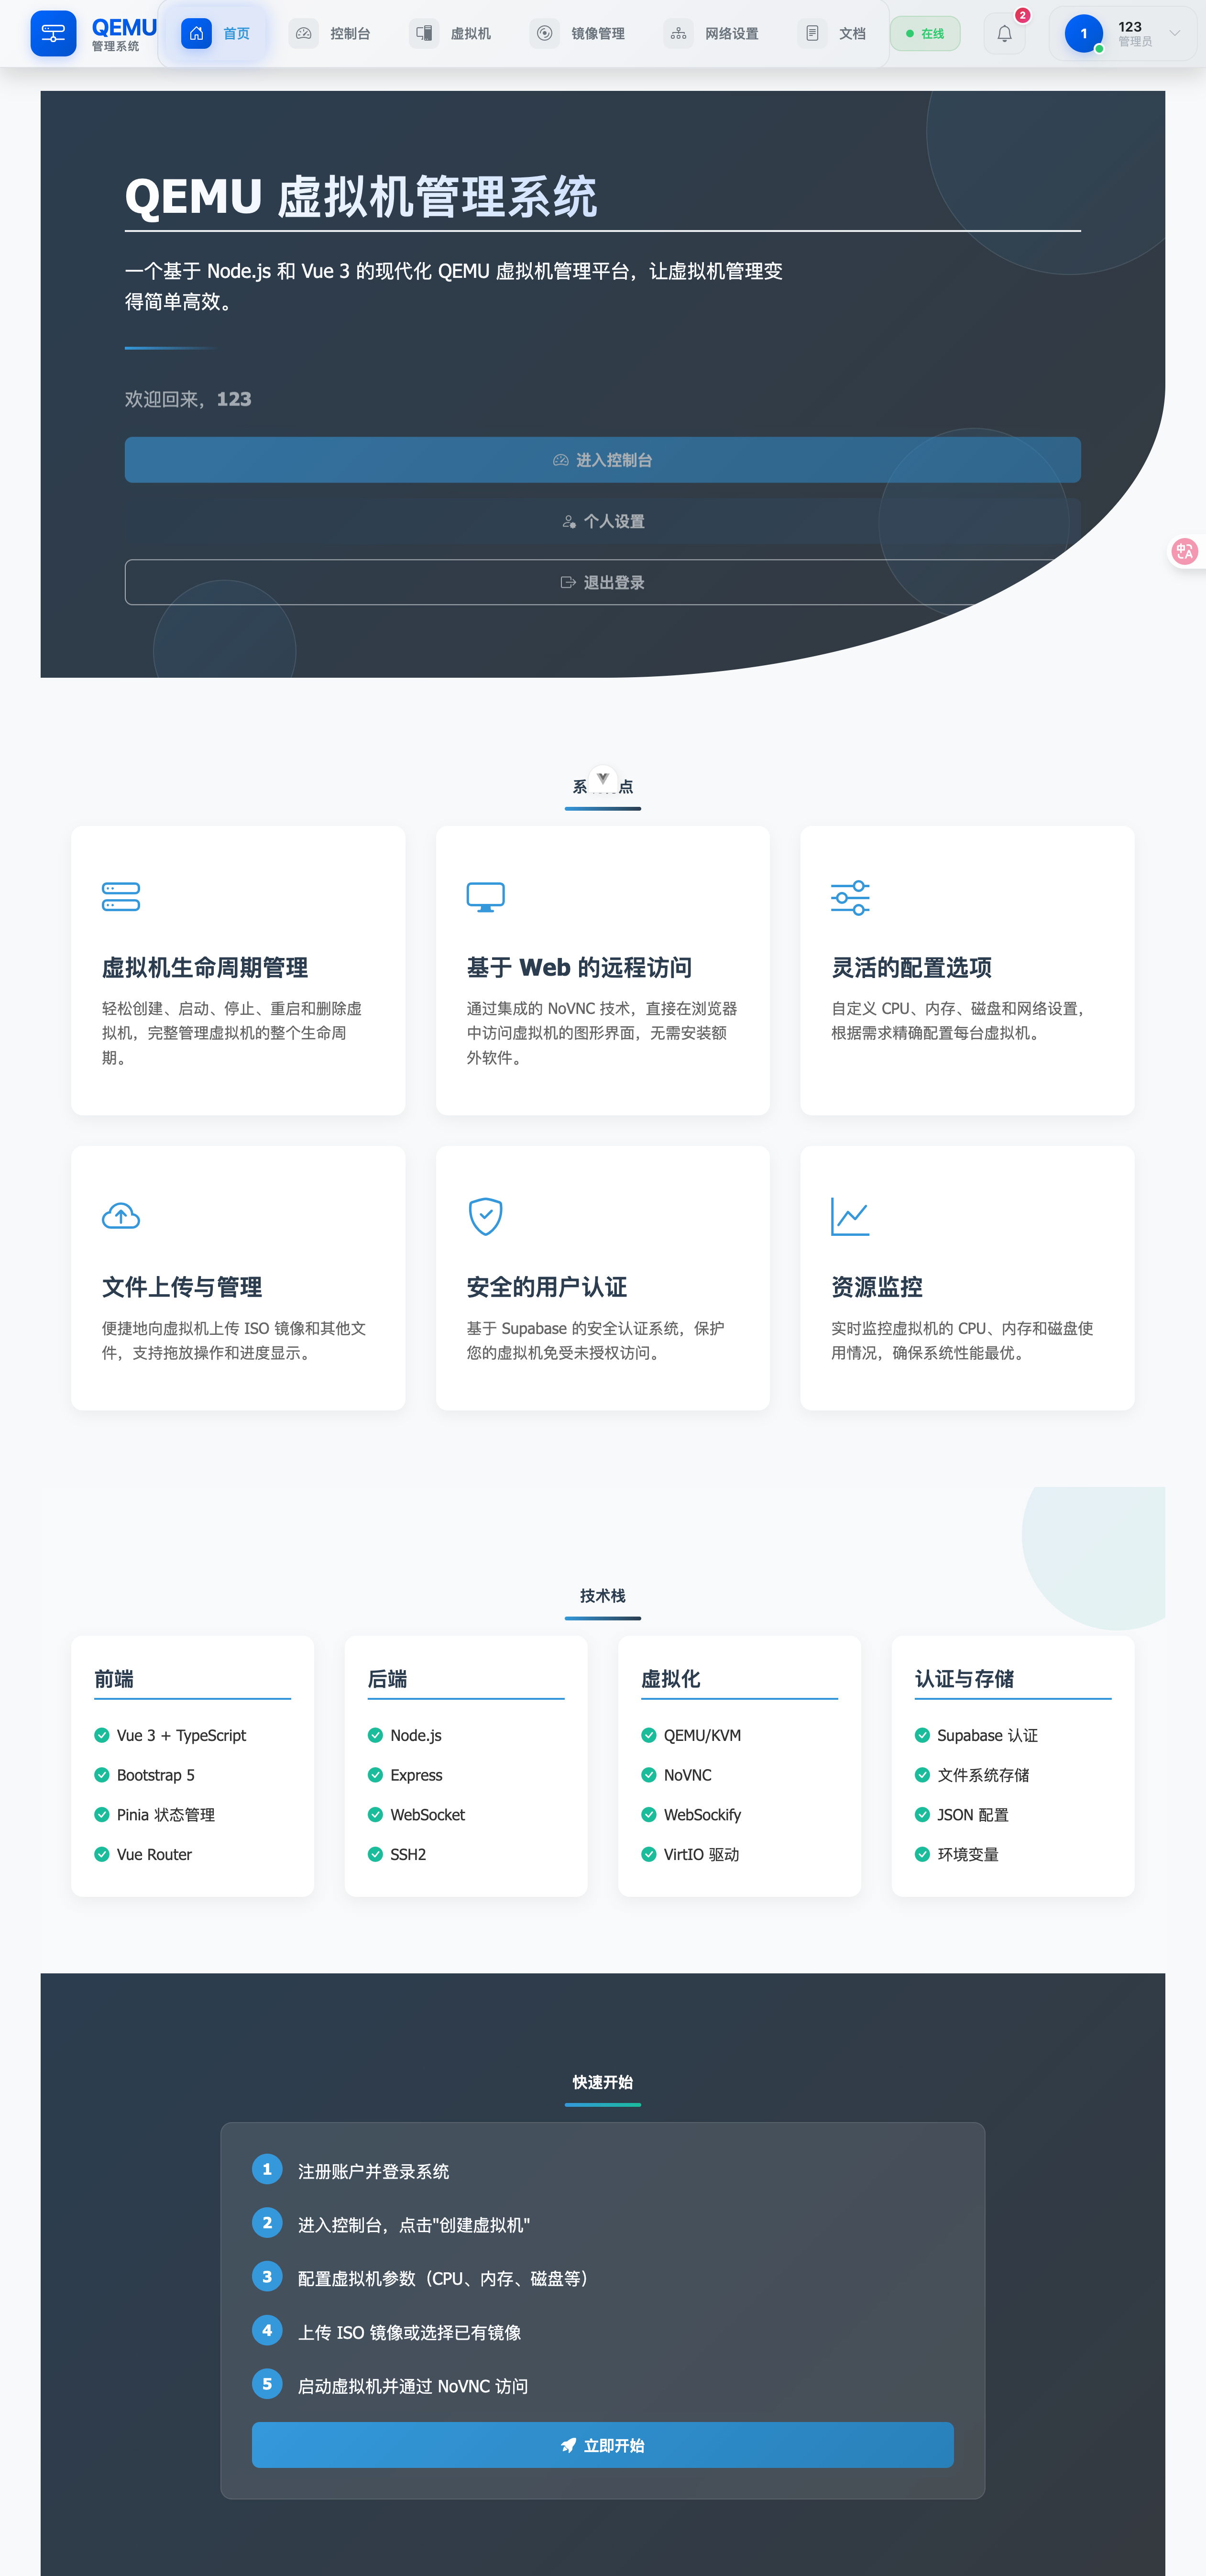 QEMU
管理系统
首页
控制台
虚拟机
镜像管理
网络设置
文档
在线
2
1
123
管理员
QEMU 虚拟机管理系统
一个基于 Node.js 和 Vue 3 的现代化 QEMU 虚拟机管理平台，让虚拟机管理变
得简单高效。
欢迎回来，123
进入控制台
个人设置
退出登录
中A
系 点
虚拟机生命周期管理
轻松创建、启动、停止、重启和删除虚
拟机，完整管理虚拟机的整个生命周
期。
基于 Web 的远程访问
通过集成的 NoVNC 技术，直接在浏览器
中访问虚拟机的图形界面，无需安装额
外软件。
灵活的配置选项
自定义 CPU、内存、磁盘和网络设置，
根据需求精确配置每台虚拟机。
文件上传与管理
便捷地向虚拟机上传 ISO 镜像和其他文
件，支持拖放操作和进度显示。
安全的用户认证
基于 Supabase 的安全认证系统，保护
您的虚拟机免受未授权访问。
资源监控
实时监控虚拟机的 CPU、内存和磁盘使
用情况，确保系统性能最优。
技术栈
前端
Vue 3 + TypeScript
Bootstrap 5
Pinia 状态管理
Vue Router
后端
Node.js
Express
WebSocket
SSH2
虚拟化
QEMU/KVM
NoVNC
WebSockify
VirtIO 驱动
认证与存储
Supabase 认证
文件系统存储
JSON 配置
环境变量
快速开始
1 注册账户并登录系统
2 进入控制台，点击"创建虚拟机"
3 配置虚拟机参数（CPU、内存、磁盘等）
4 上传 ISO 镜像或选择已有镜像
5 启动虚拟机并通过 NoVNC 访问
立即开始